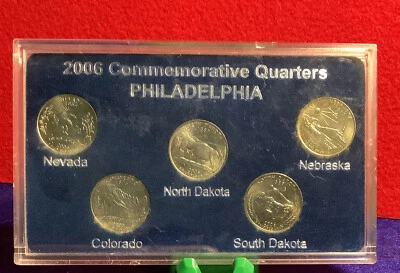 2006 Commemorative Quarters
PHILADELPHIA
Nevada
North Dakota
Nebraska
Colorado
South Dakota